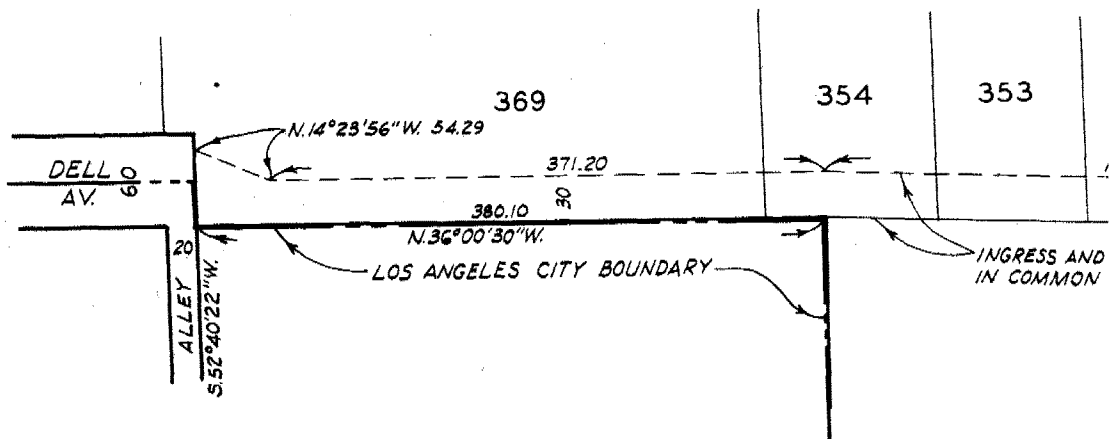 369
354
353
N.14°23'56"W. 54.29
DELL
AV.
60
371.20
30
380.10
N.36°00'30"W.
20
ALLEY
S.52°40'22"W.
LOS ANGELES CITY BOUNDARY
INGRESS AND
IN COMMON